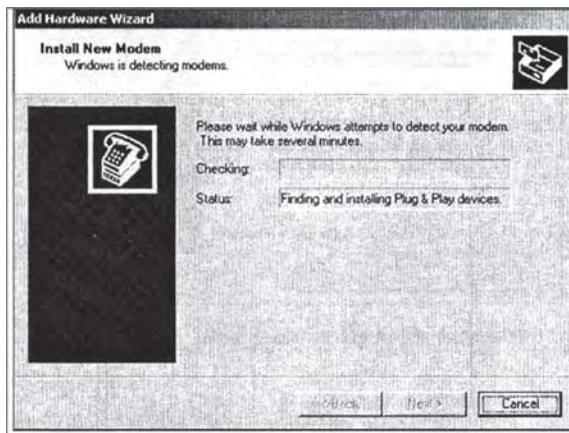 Add Hardware Wizard
Install New Modem
Windows is detecting modems.
Please wait while Windows attempts to detect your modem.
This may take several minutes.
Checking:
Status: Finding and installing Plug & Play devices.
< Back Next > Cancel